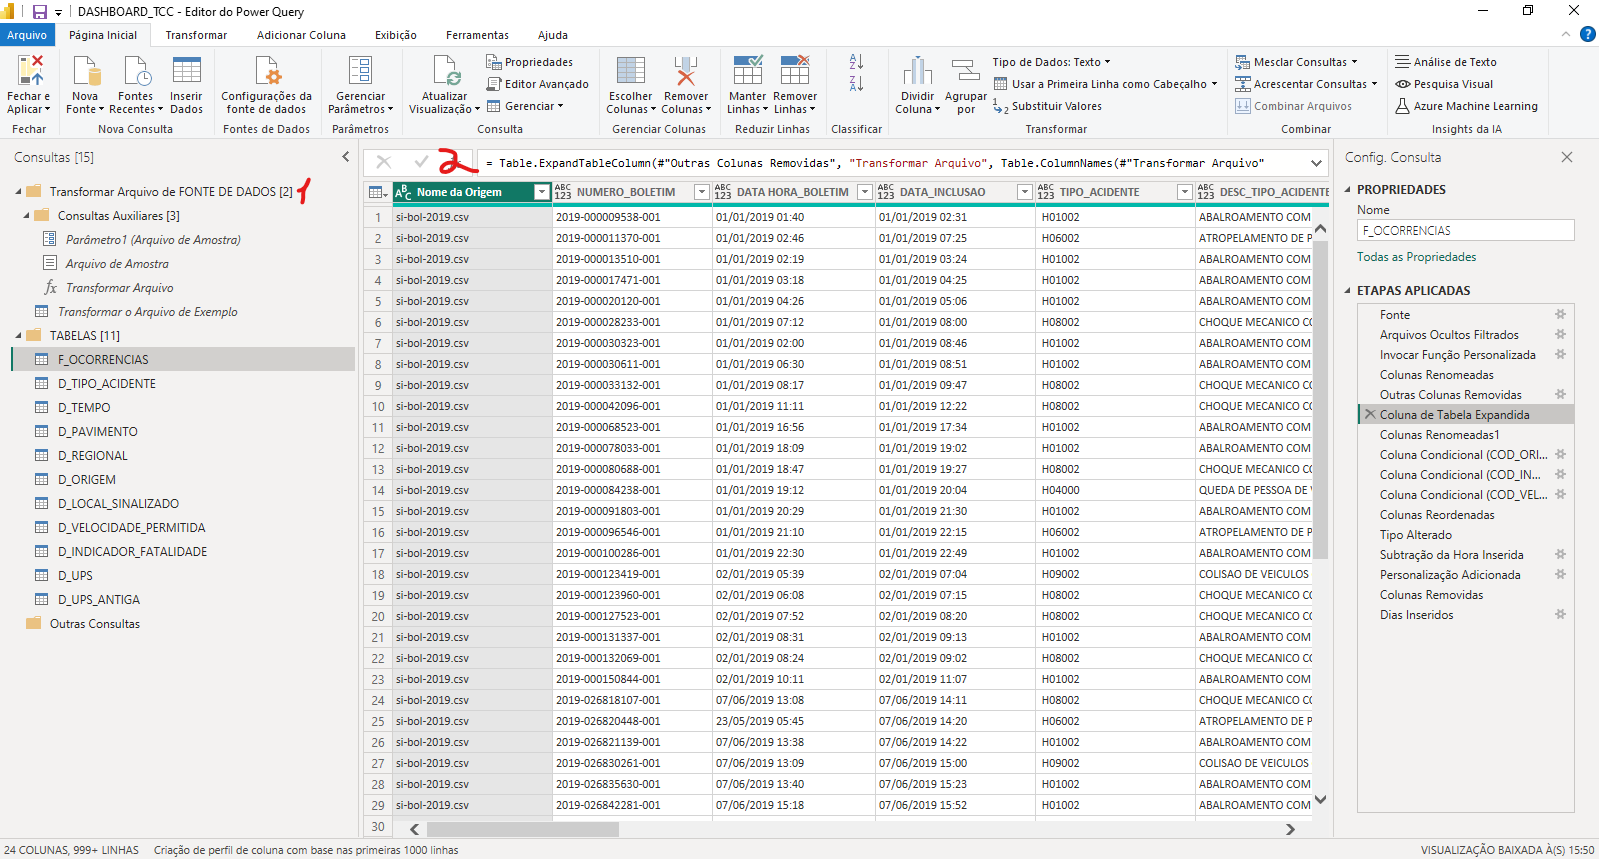 DASHBOARD_TCC - Editor do Power Query
Arquivo Página Inicial Transformar Adicionar Coluna Exibição Ferramentas Ajuda
Fechar e Aplicar
Nova Fonte
Fontes Recentes
Inserir Dados
Configurações da fonte de dados
Gerenciar Parâmetros
Atualizar Visualização
Propriedades
Editor Avançado
Gerenciar
Escolher Colunas
Remover Colunas
Manter Linhas
Remover Linhas
Dividir Coluna
Agrupar por
Tipo de Dados: Texto
Usar a Primeira Linha como Cabeçalho
Substituir Valores
Mesclar Consultas
Acrescentar Consultas
Combinar Arquivos
Análise de Texto
Pesquisa Visual
Azure Machine Learning
Fechar Nova Consulta Fontes de Dados Parâmetros Consulta Gerenciar Colunas Reduzir Linhas Classificar Transformar Combinar Insights da IA
Consultas [15]
Transformar Arquivo de FONTE DE DADOS [2] 1
Consultas Auxiliares [3]
Parâmetro1 (Arquivo de Amostra)
Arquivo de Amostra
fx Transformar Arquivo
Transformar o Arquivo de Exemplo
TABELAS [11]
F_OCORRENCIAS
D_TIPO_ACIDENTE
D_TEMPO
D_PAVIMENTO
D_REGIONAL
D_ORIGEM
D_LOCAL_SINALIZADO
D_VELOCIDADE_PERMITIDA
D_INDICADOR_FATALIDADE
D_UPS
D_UPS_ANTIGA
Outras Consultas
2 = Table.ExpandTableColumn(#"Outras Colunas Removidas", "Transformar Arquivo", Table.ColumnNames(#"Transformar Arquivo"
ABC Nome da Origem ABC 123 NUMERO_BOLETIM ABC 123 DATA HORA_BOLETIM ABC 123 DATA_INCLUSAO ABC 123 TIPO_ACIDENTE ABC 123 DESC_TIPO_ACIDENTE
1 si-bol-2019.csv 2019-000009538-001 01/01/2019 01:40 01/01/2019 02:31 H01002 ABALROAMENTO COM
2 si-bol-2019.csv 2019-000011370-001 01/01/2019 02:46 01/01/2019 07:25 H06002 ATROPELAMENTO DE P
3 si-bol-2019.csv 2019-000013510-001 01/01/2019 02:19 01/01/2019 03:24 H01002 ABALROAMENTO COM
4 si-bol-2019.csv 2019-000017471-001 01/01/2019 03:18 01/01/2019 04:25 H01002 ABALROAMENTO COM
5 si-bol-2019.csv 2019-000020120-001 01/01/2019 04:26 01/01/2019 05:06 H01002 ABALROAMENTO COM
6 si-bol-2019.csv 2019-000028233-001 01/01/2019 07:12 01/01/2019 08:00 H08002 CHOQUE MECANICO CO
7 si-bol-2019.csv 2019-000030323-001 01/01/2019 02:00 01/01/2019 08:46 H01002 ABALROAMENTO COM
8 si-bol-2019.csv 2019-000030611-001 01/01/2019 06:30 01/01/2019 08:51 H01002 ABALROAMENTO COM
9 si-bol-2019.csv 2019-000033132-001 01/01/2019 08:17 01/01/2019 09:47 H08002 CHOQUE MECANICO CO
10 si-bol-2019.csv 2019-000042096-001 01/01/2019 11:11 01/01/2019 12:22 H08002 CHOQUE MECANICO CO
11 si-bol-2019.csv 2019-000068523-001 01/01/2019 16:56 01/01/2019 17:34 H01002 ABALROAMENTO COM
12 si-bol-2019.csv 2019-000078033-001 01/01/2019 18:09 01/01/2019 19:02 H01002 ABALROAMENTO COM
13 si-bol-2019.csv 2019-000080688-001 01/01/2019 18:47 01/01/2019 19:27 H08002 CHOQUE MECANICO CO
14 si-bol-2019.csv 2019-000084238-001 01/01/2019 19:12 01/01/2019 20:04 H04000 QUEDA DE PESSOA DE
15 si-bol-2019.csv 2019-000091803-001 01/01/2019 20:29 01/01/2019 21:30 H01002 ABALROAMENTO COM
16 si-bol-2019.csv 2019-000096546-001 01/01/2019 21:10 01/01/2019 22:15 H06002 ATROPELAMENTO DE P
17 si-bol-2019.csv 2019-000100286-001 01/01/2019 22:30 01/01/2019 22:49 H01002 ABALROAMENTO COM
18 si-bol-2019.csv 2019-000123419-001 02/01/2019 05:39 02/01/2019 07:04 H09002 COLISAO DE VEICULOS
19 si-bol-2019.csv 2019-000123960-001 02/01/2019 06:08 02/01/2019 07:15 H08002 CHOQUE MECANICO CO
20 si-bol-2019.csv 2019-000127523-001 02/01/2019 07:52 02/01/2019 08:20 H08002 CHOQUE MECANICO CO
21 si-bol-2019.csv 2019-000131337-001 02/01/2019 08:31 02/01/2019 09:13 H01002 ABALROAMENTO COM
22 si-bol-2019.csv 2019-000132069-001 02/01/2019 08:24 02/01/2019 09:02 H08002 CHOQUE MECANICO CO
23 si-bol-2019.csv 2019-000150844-001 02/01/2019 10:11 02/01/2019 11:07 H01002 ABALROAMENTO COM
24 si-bol-2019.csv 2019-026818107-001 07/06/2019 13:08 07/06/2019 14:11 H08002 CHOQUE MECANICO CO
25 si-bol-2019.csv 2019-026820448-001 23/05/2019 05:45 07/06/2019 14:20 H06002 ATROPELAMENTO DE P
26 si-bol-2019.csv 2019-026821139-001 07/06/2019 13:38 07/06/2019 14:22 H01002 ABALROAMENTO COM
27 si-bol-2019.csv 2019-026830261-001 07/06/2019 13:09 07/06/2019 15:00 H09002 COLISAO DE VEICULOS
28 si-bol-2019.csv 2019-026835630-001 07/06/2019 13:40 07/06/2019 15:23 H01002 ABALROAMENTO COM
29 si-bol-2019.csv 2019-026842281-001 07/06/2019 15:18 07/06/2019 15:52 H01002 ABALROAMENTO COM
30
Config. Consulta
PROPRIEDADES
Nome
F_OCORRENCIAS
Todas as Propriedades
ETAPAS APLICADAS
Fonte
Arquivos Ocultos Filtrados
Invocar Função Personalizada
Colunas Renomeadas
Outras Colunas Removidas
Coluna de Tabela Expandida
Colunas Renomeadas1
Coluna Condicional (COD_ORI...
Coluna Condicional (COD_IN...
Coluna Condicional (COD_VEL...
Colunas Reordenadas
Tipo Alterado
Subtração da Hora Inserida
Personalização Adicionada
Colunas Removidas
Dias Inseridos
24 COLUNAS, 999+ LINHAS Criação de perfil de coluna com base nas primeiras 1000 linhas VISUALIZAÇÃO BAIXADA À(S) 15:50